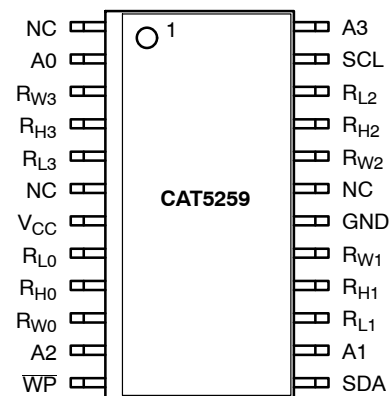 NC 1 A3
A0 SCL
RW3 RL2
RH3 RH2
RL3 RW2
NC CAT5259 NC
VCC GND
RL0 RW1
RH0 RH1
RW0 RL1
A2 A1
WP SDA